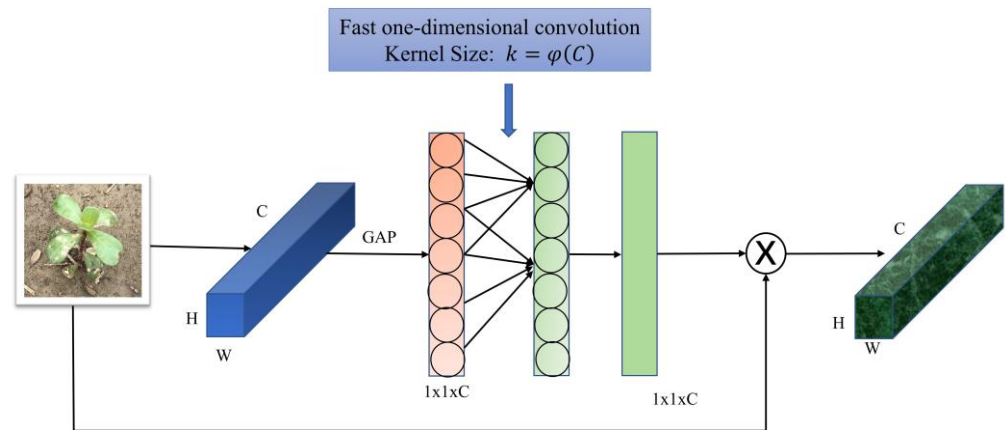 Fast one-dimensional convolution
Kernel Size: k = φ(C)
C
GAP
H
W
1x1xC
1x1xC
X
C
H
W